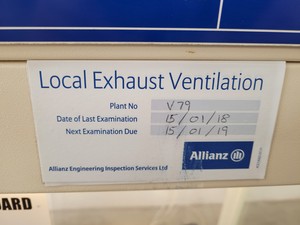 Local Exhaust Ventilation
Plant No V79
Date of Last Examination 15/01/18
Next Examination Due 15/01/19
Allianz
Allianz Engineering Inspection Services Ltd
OARD